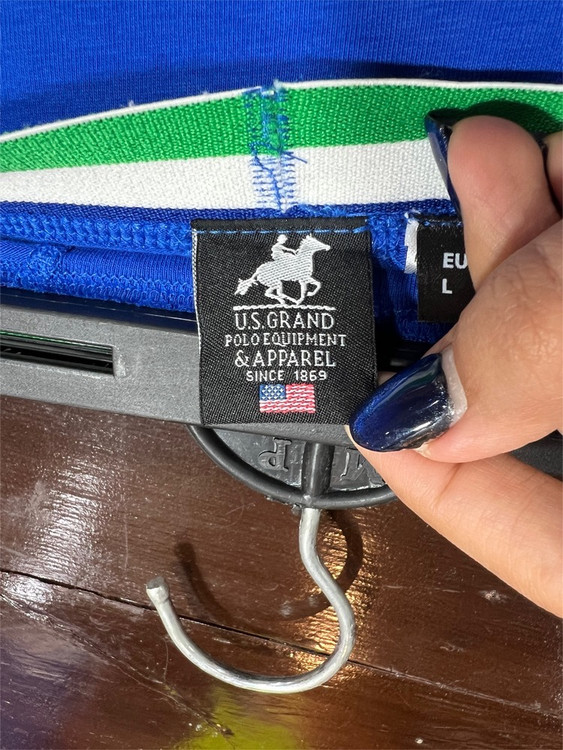 U.S.GRAND
POLO EQUIPMENT
& APPAREL
SINCE 1869
EU
L